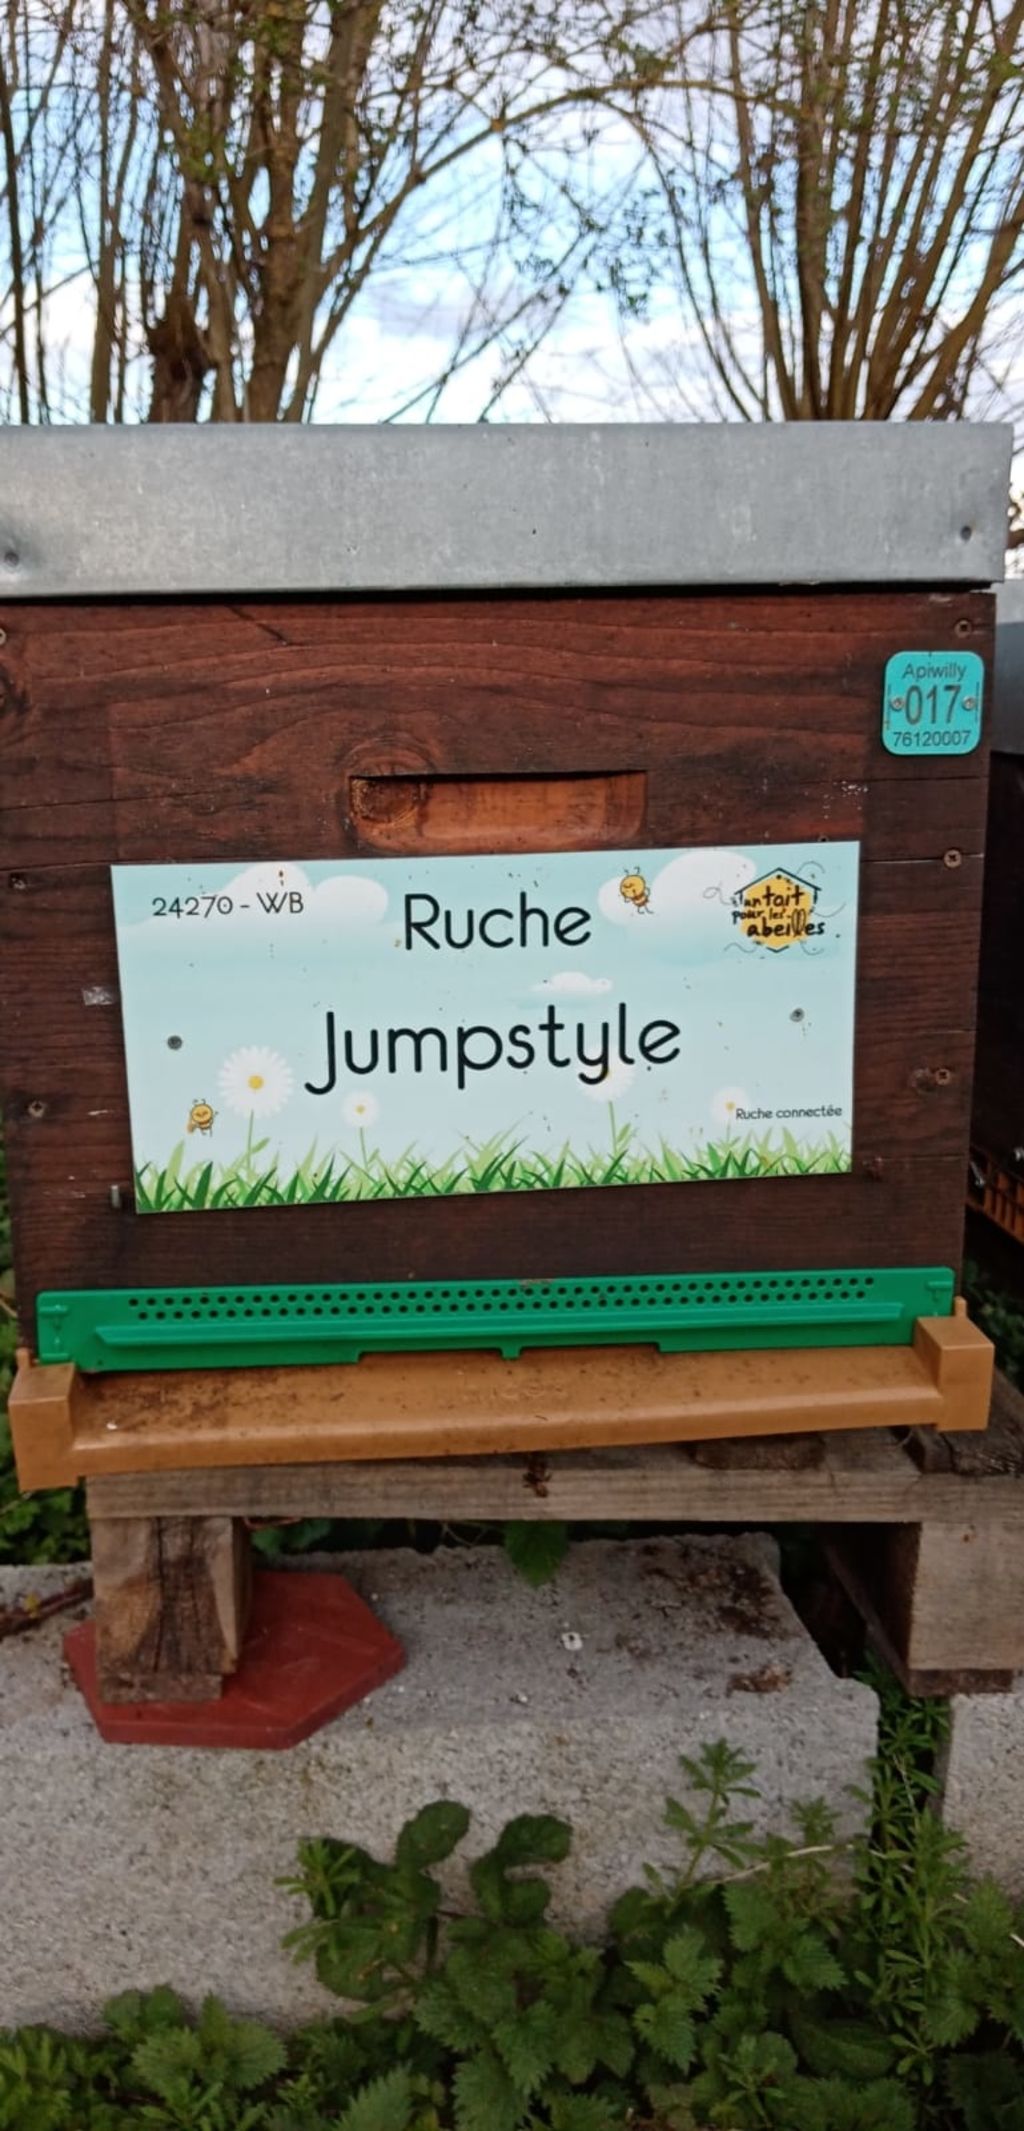 Apiwilly
017
76120007
24270 - WB
Ruche
Jumpstyle
un toit
pour les
abeilles
Ruche connectée